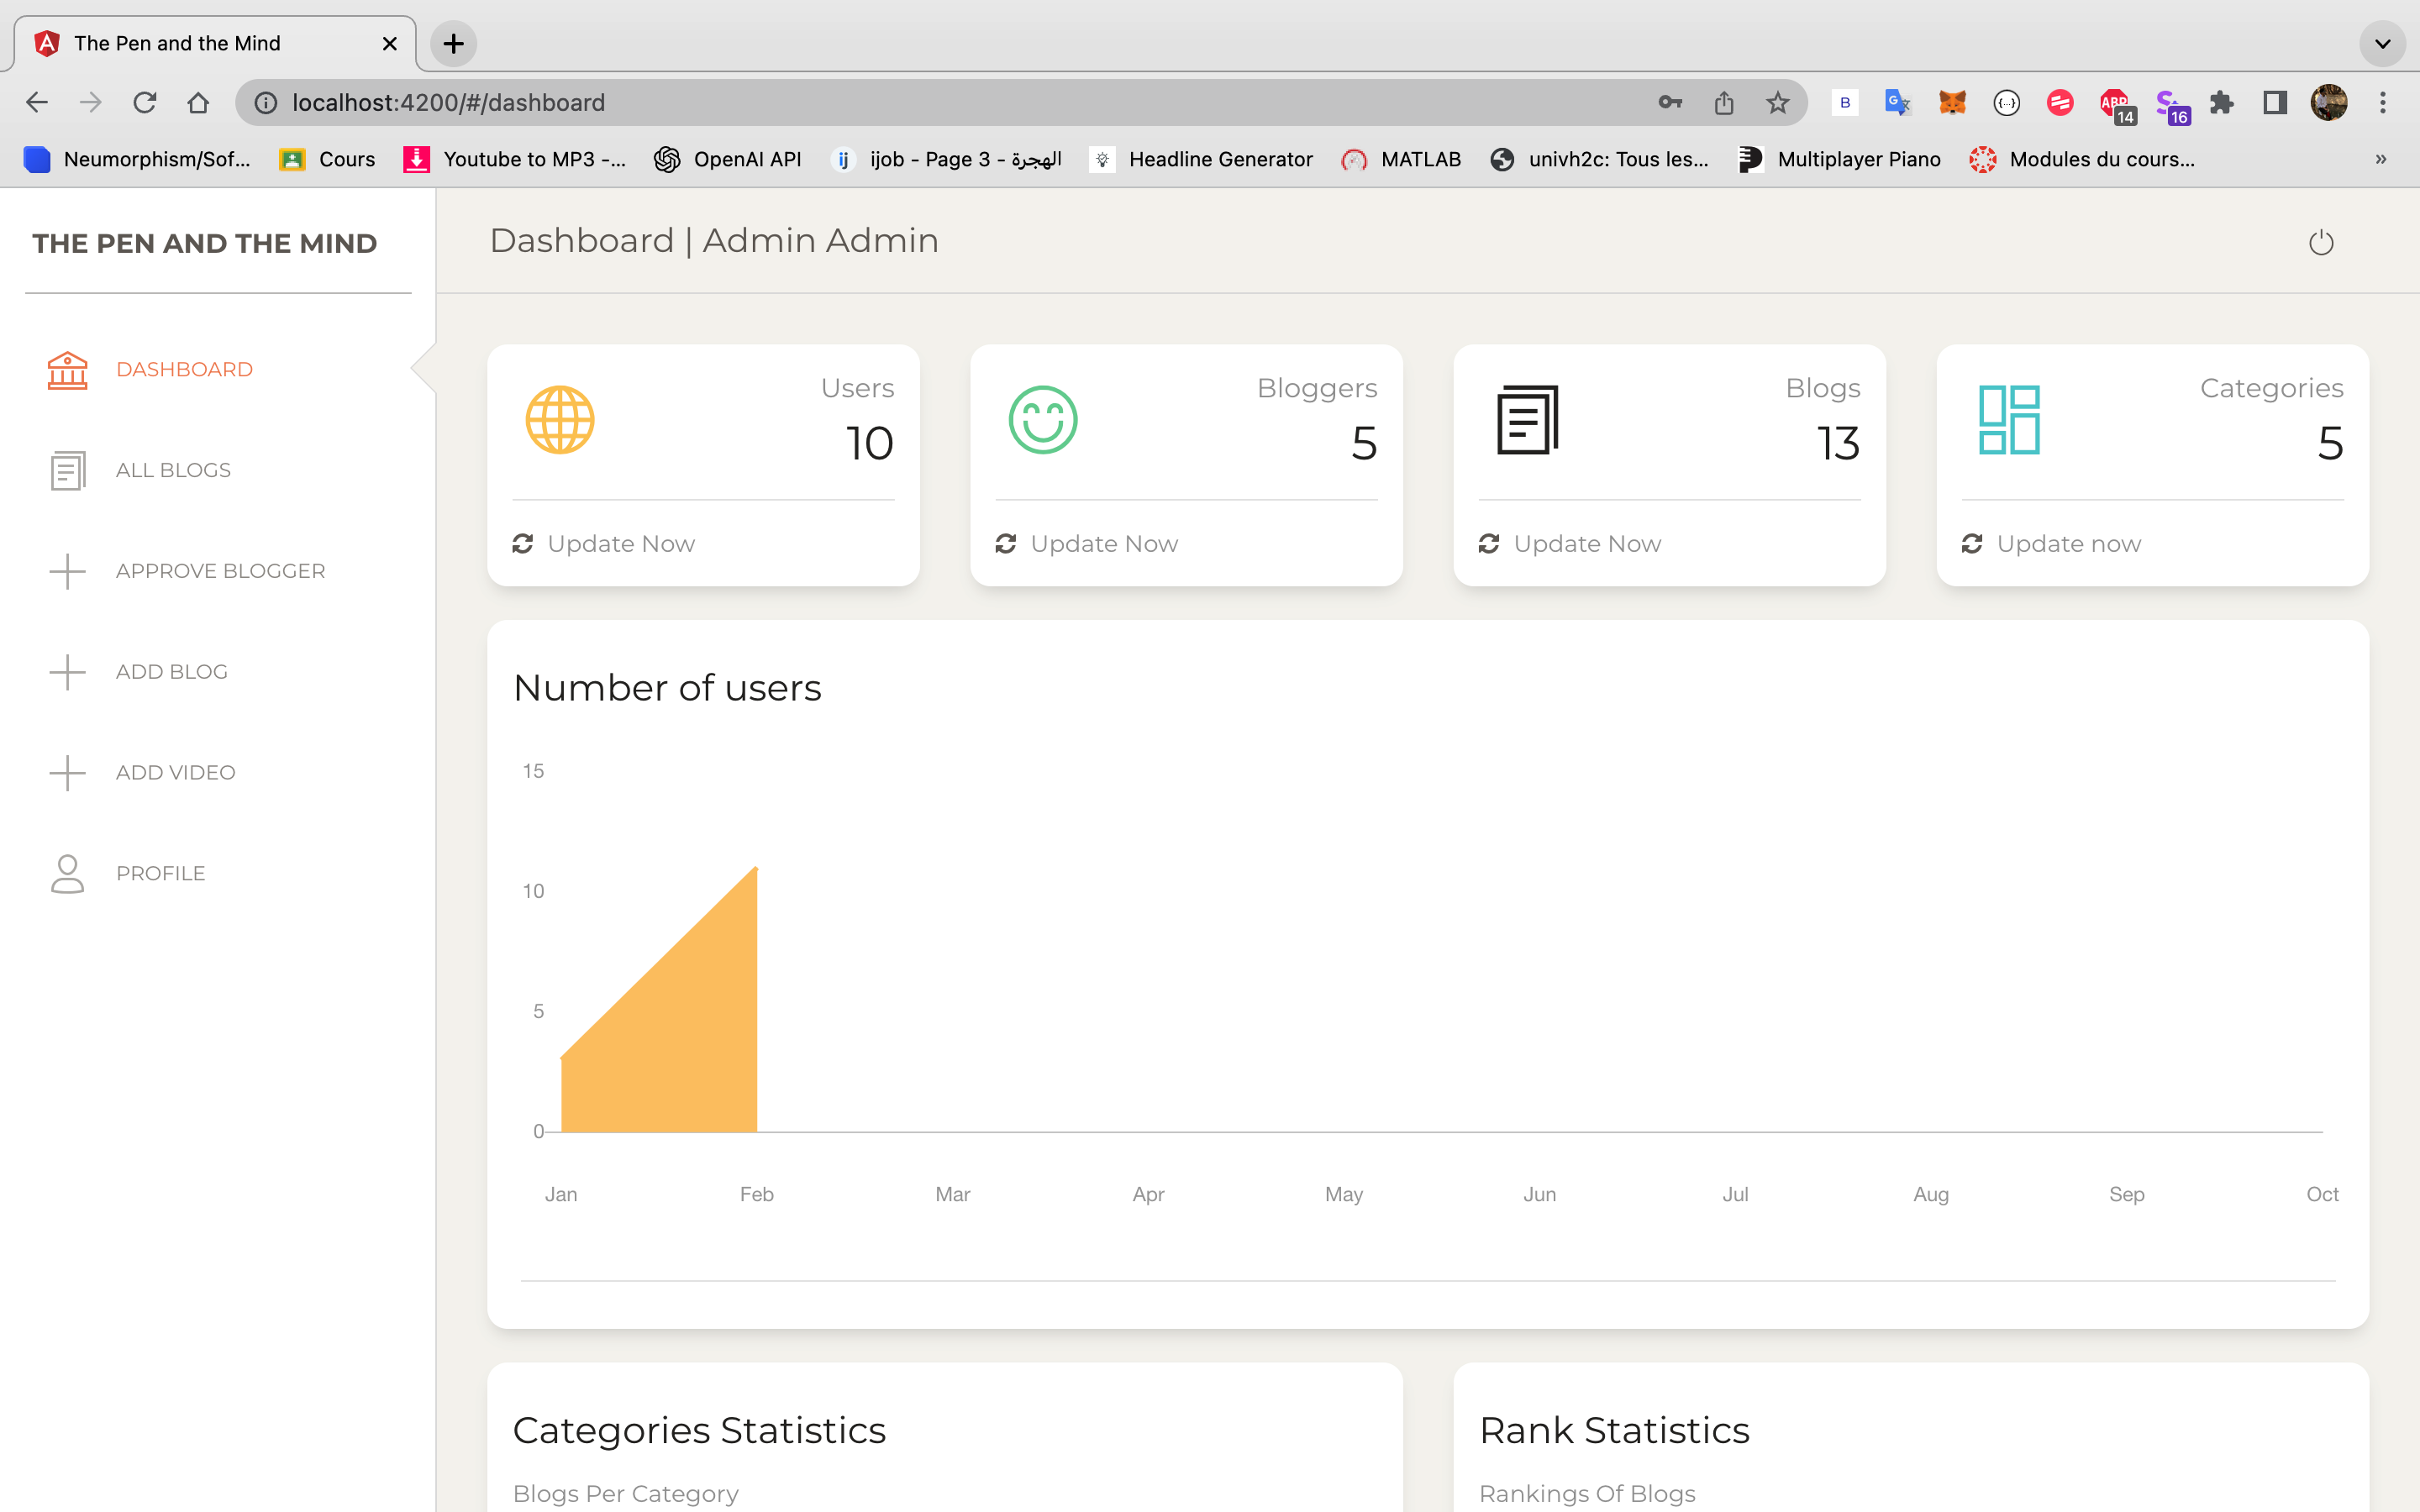 The Pen and the Mind
localhost:4200/#/dashboard
B
ABP
14
16
Neumorphism/Sof...
Cours
Youtube to MP3 -...
OpenAI API
ij
ijob - Page 3 - الهجرة
Headline Generator
MATLAB
univh2c: Tous les...
Multiplayer Piano
Modules du cours...
»
THE PEN AND THE MIND
Dashboard | Admin Admin
DASHBOARD
ALL BLOGS
APPROVE BLOGGER
ADD BLOG
ADD VIDEO
PROFILE
Users
10
Update Now
Bloggers
5
Update Now
Blogs
13
Update Now
Categories
5
Update now
Number of users
15
10
5
0
Jan Feb Mar Apr May Jun Jul Aug Sep Oct
Categories Statistics
Blogs Per Category
Rank Statistics
Rankings Of Blogs